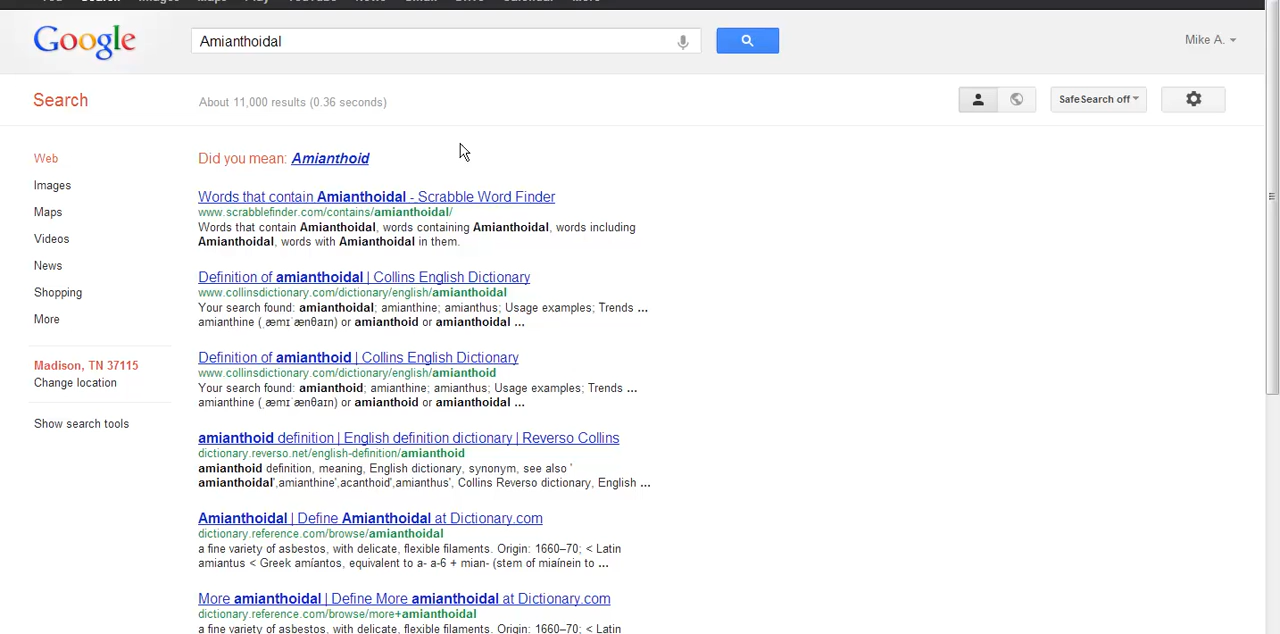 Google
Amianthoidal
Mike A.
Search
About 11,000 results (0.36 seconds)
SafeSearch off
Web
Images
Maps
Videos
News
Shopping
More
Madison, TN 37115
Change location
Show search tools
Did you mean: Amianthoid
Words that contain Amianthoidal - Scrabble Word Finder
www.scrabblefinder.com/contains/amianthoidal/
Words that contain Amianthoidal, words containing Amianthoidal, words including
Amianthoidal, words with Amianthoidal in them.
Definition of amianthoidal | Collins English Dictionary
www.collinsdictionary.com/dictionary/english/amianthoidal
Your search found: amianthoidal; amianthine; amianthus; Usage examples; Trends ...
amianthine (ˌæmɪˈænθaɪn) or amianthoid or amianthoidal ...
Definition of amianthoid | Collins English Dictionary
www.collinsdictionary.com/dictionary/english/amianthoid
Your search found: amianthoid; amianthine; amianthus; Usage examples; Trends ...
amianthine (ˌæmɪˈænθaɪn) or amianthoid or amianthoidal ...
amianthoid definition | English definition dictionary | Reverso Collins
dictionary.reverso.net/english-definition/amianthoid
amianthoid definition, meaning, English dictionary, synonym, see also '
amianthoidal',amianthine',acanthoid',amianthus', Collins Reverso dictionary, English ...
Amianthoidal | Define Amianthoidal at Dictionary.com
dictionary.reference.com/browse/amianthoidal
a fine variety of asbestos, with delicate, flexible filaments. Origin: 1660–70; < Latin
amiantus < Greek amíantos, equivalent to a- a-6 + mian- (stem of miaínein to ...
More amianthoidal | Define More amianthoidal at Dictionary.com
dictionary.reference.com/browse/more+amianthoidal
a fine variety of asbestos, with delicate, flexible filaments. Origin: 1660–70; < Latin